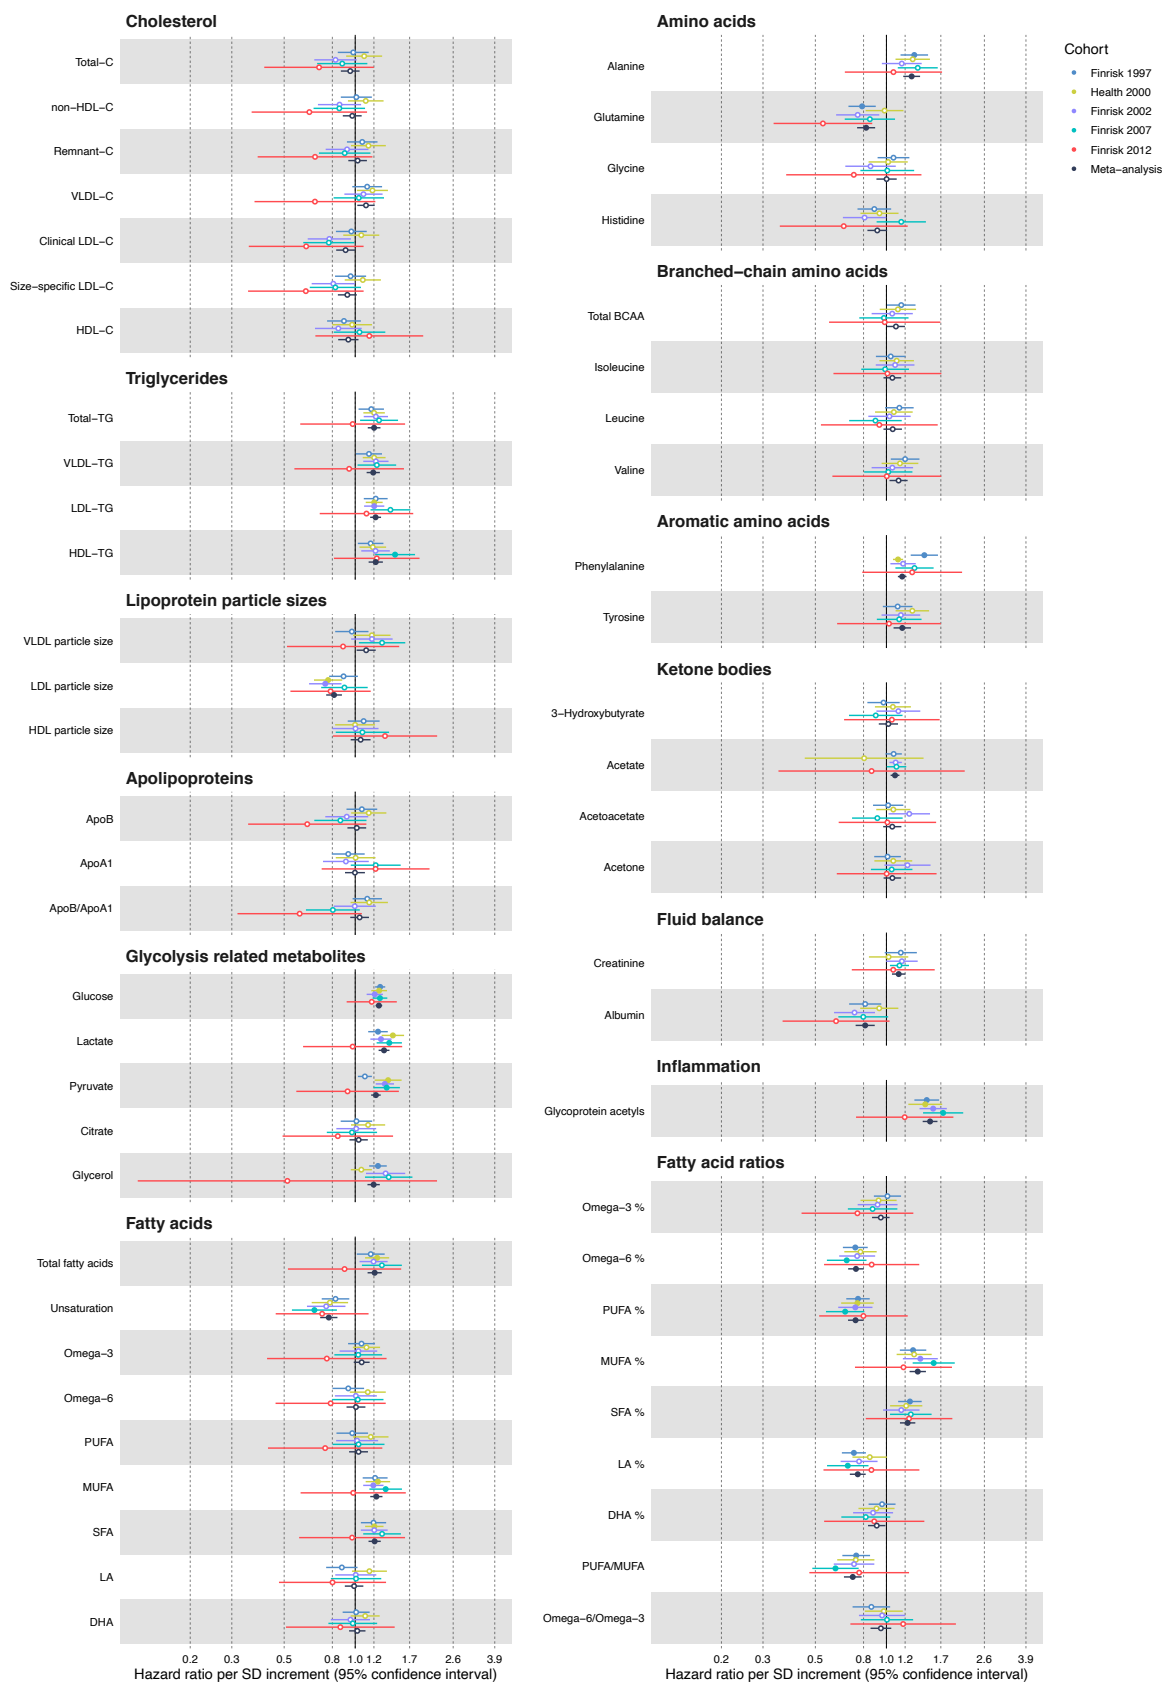 Cholesterol
Total−C
non−HDL−C
Remnant−C
VLDL−C
Clinical LDL−C
Size−specific LDL−C
HDL−C
Triglycerides
Total−TG
VLDL−TG
LDL−TG
HDL−TG
Lipoprotein particle sizes
VLDL particle size
LDL particle size
HDL particle size
Apolipoproteins
ApoB
ApoA1
ApoB/ApoA1
Glycolysis related metabolites
Glucose
Lactate
Pyruvate
Citrate
Glycerol
Fatty acids
Total fatty acids
Unsaturation
Omega−3
Omega−6
PUFA
MUFA
SFA
LA
DHA
0.2 0.3 0.5 0.8 1.0 1.2 1.7 2.6 3.9
Hazard ratio per SD increment (95% confidence interval)
Amino acids
Alanine
Glutamine
Glycine
Histidine
Branched−chain amino acids
Total BCAA
Isoleucine
Leucine
Valine
Aromatic amino acids
Phenylalanine
Tyrosine
Ketone bodies
3−Hydroxybutyrate
Acetate
Acetoacetate
Acetone
Fluid balance
Creatinine
Albumin
Inflammation
Glycoprotein acetyls
Fatty acid ratios
Omega−3 %
Omega−6 %
PUFA %
MUFA %
SFA %
LA %
DHA %
PUFA/MUFA
Omega−6/Omega−3
0.2 0.3 0.5 0.8 1.0 1.2 1.7 2.6 3.9
Hazard ratio per SD increment (95% confidence interval)
Cohort
Finrisk 1997
Health 2000
Finrisk 2002
Finrisk 2007
Finrisk 2012
Meta−analysis